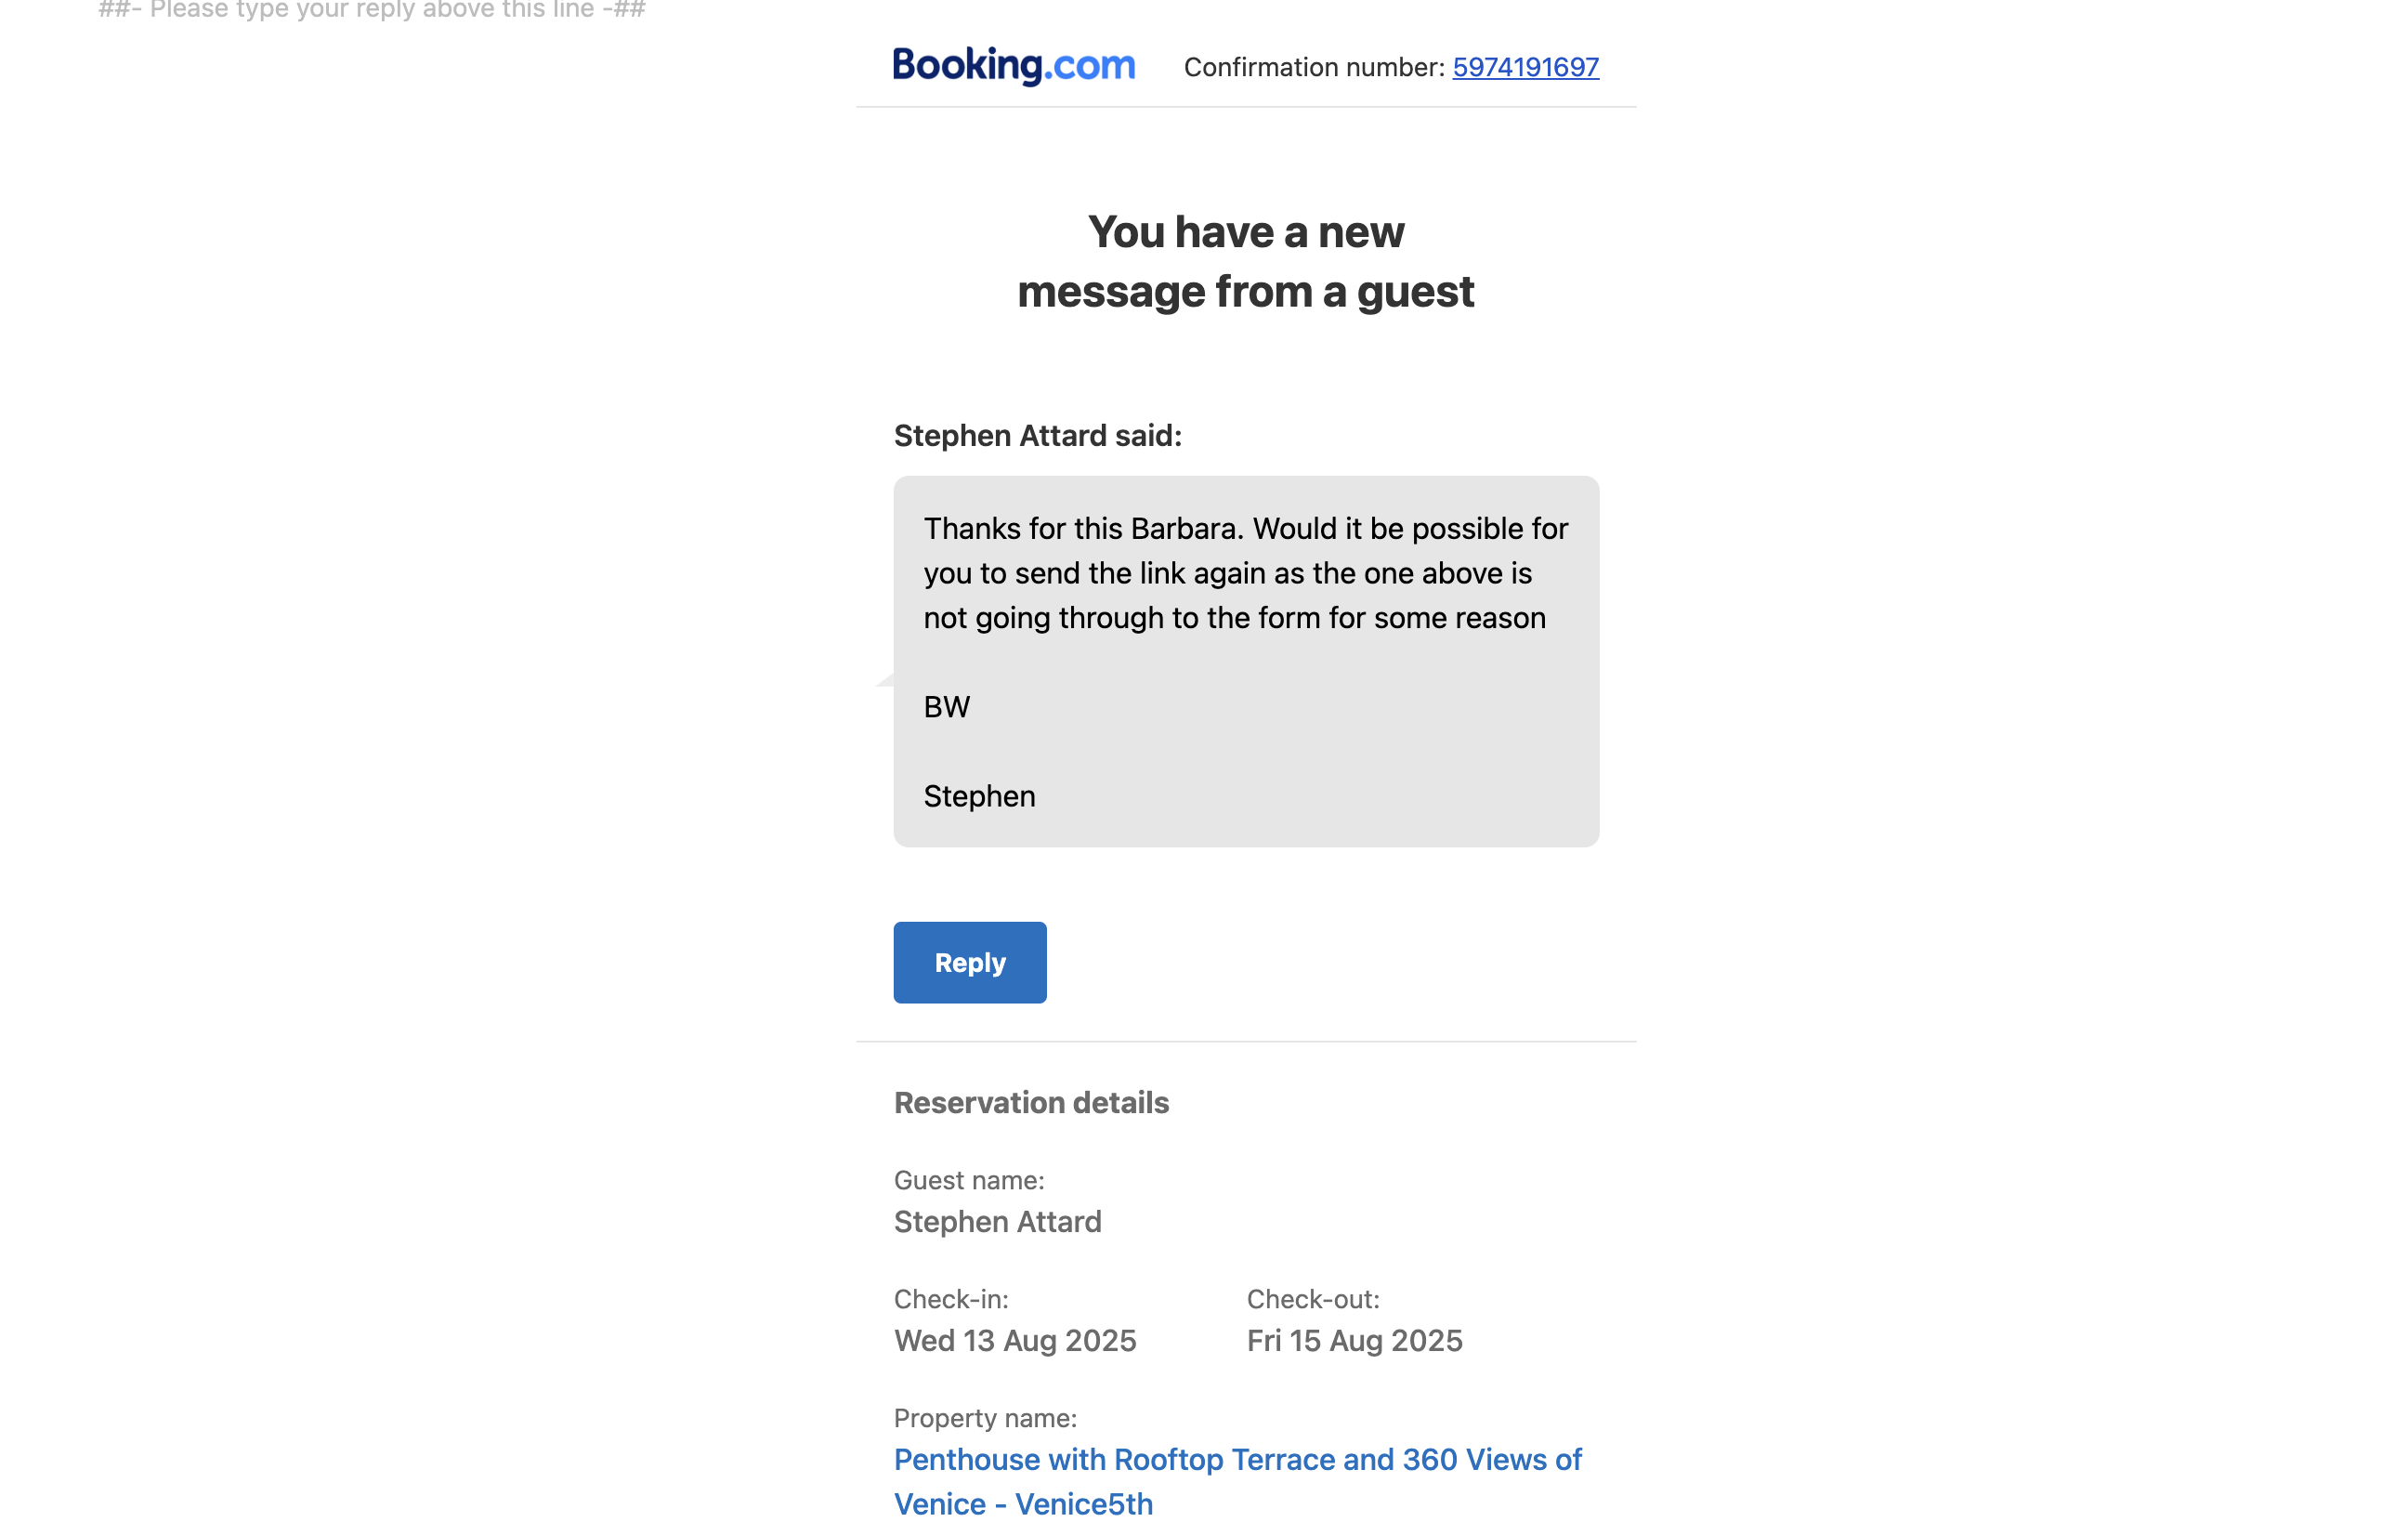 ##- Please type your reply above this line -##
Booking.com
Confirmation number: 5974191697
You have a new
message from a guest
Stephen Attard said:
Thanks for this Barbara. Would it be possible for
you to send the link again as the one above is
not going through to the form for some reason
BW
Stephen
Reply
Reservation details
Guest name:
Stephen Attard
Check-in:
Check-out:
Wed 13 Aug 2025
Fri 15 Aug 2025
Property name:
Penthouse with Rooftop Terrace and 360 Views of
Venice - Venice5th